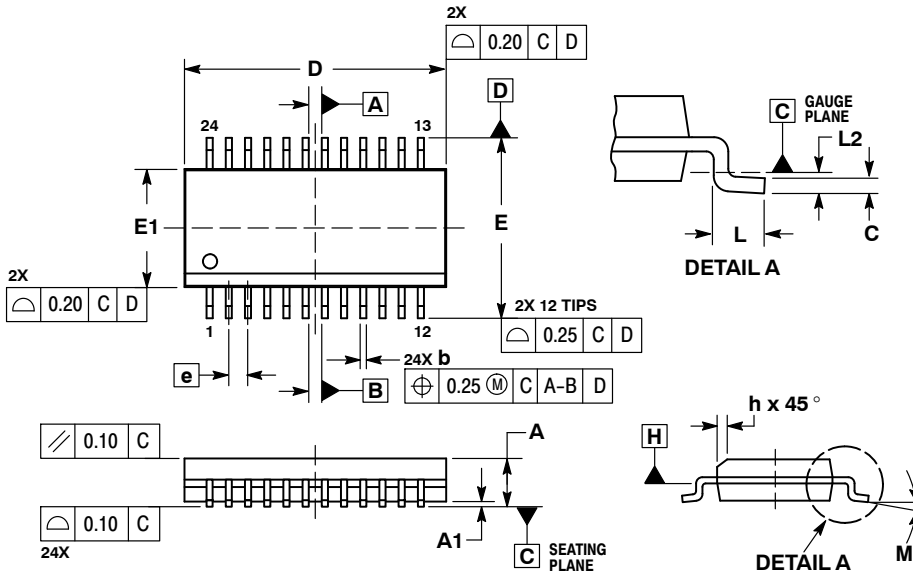 2X
⌓ 0.20 C D
D
A
D
24
13
C GAUGE PLANE
L2
E1
E
L
C
DETAIL A
2X
⌓ 0.20 C D
1
12
2X 12 TIPS
⌓ 0.25 C D
e
24X b
B
⌖ 0.25 Ⓜ C A-B D
h x 45°
⫽ 0.10 C
A
H
⌓ 0.10 C
24X
A1
C SEATING PLANE
M
DETAIL A